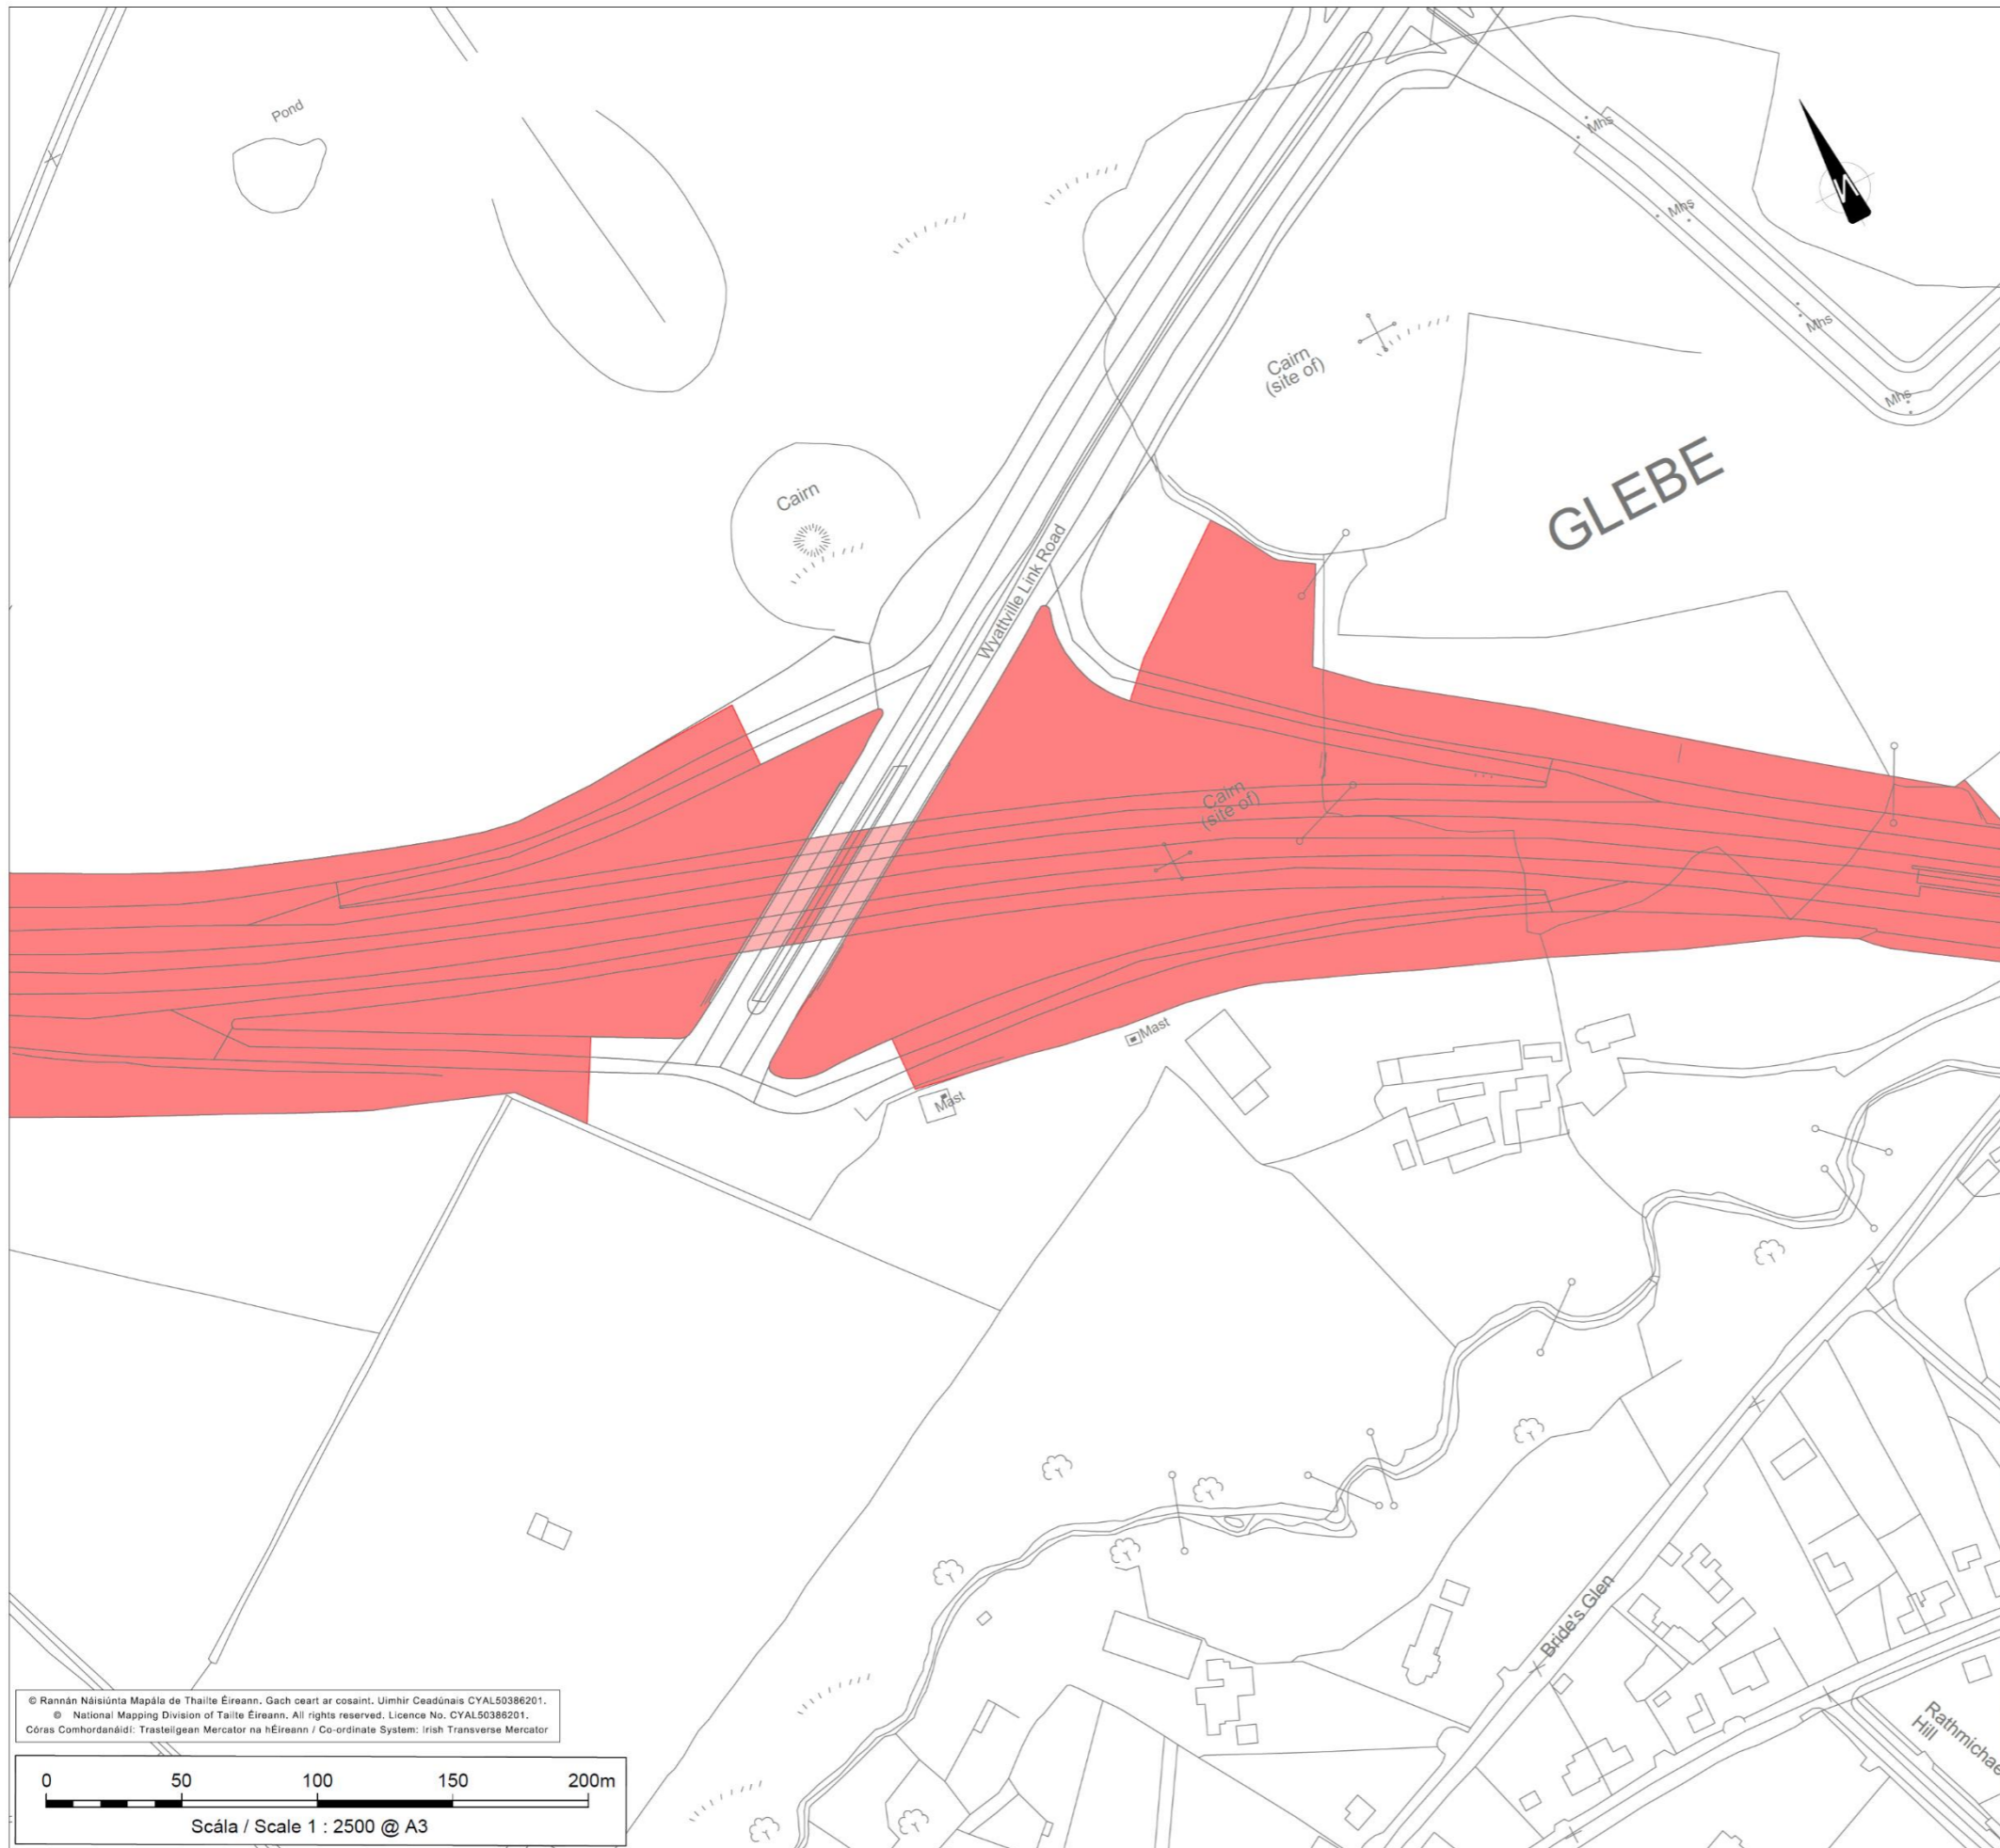 Pond
Mhs
Mhs
Mhs
Mhs
N
Cairn
(site of)
GLEBE
Cairn
Wyattville Link Road
Cairn
(site of)
Mast
Mast
Bride's Glen
Rathmichae
Hill
© Rannán Náisiúnta Mapála de Thailte Éireann. Gach ceart ar cosaint. Uimhir Ceadúnais CYAL50386201.
© National Mapping Division of Tailte Éireann. All rights reserved. Licence No. CYAL50386201.
Córas Comhordanáidí: Trasteilgean Mercator na hÉireann / Co-ordinate System: Irish Transverse Mercator
0 50 100 150 200m
Scála / Scale 1 : 2500 @ A3